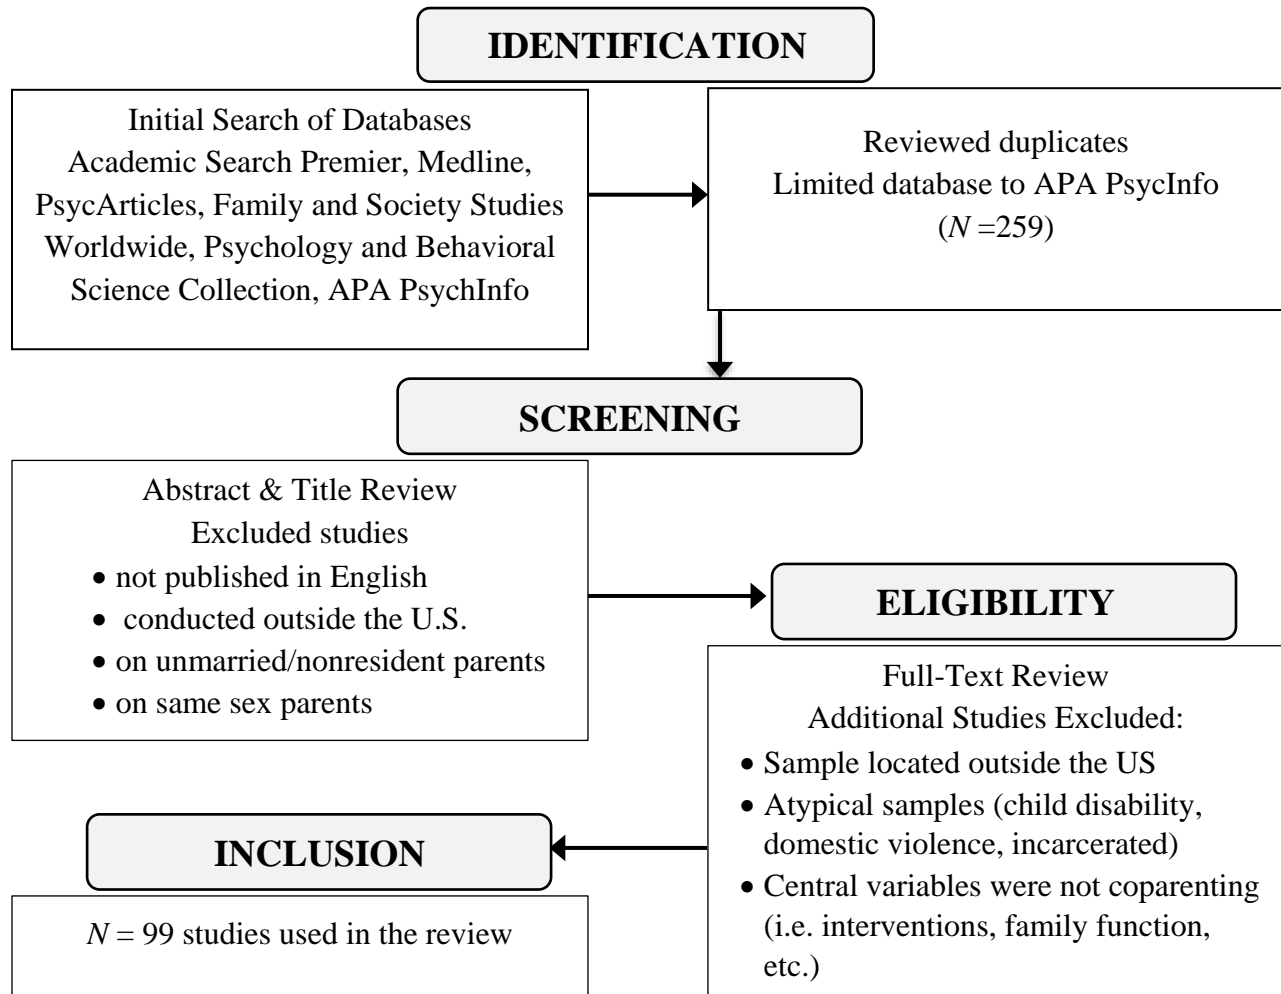 IDENTIFICATION
Initial Search of Databases
Academic Search Premier, Medline,
PsycArticles, Family and Society Studies
Worldwide, Psychology and Behavioral
Science Collection, APA PsychInfo
Reviewed duplicates
Limited database to APA PsycInfo
(N =259)
SCREENING
Abstract & Title Review
Excluded studies
• not published in English
• conducted outside the U.S.
• on unmarried/nonresident parents
• on same sex parents
ELIGIBILITY
Full-Text Review
Additional Studies Excluded:
• Sample located outside the US
• Atypical samples (child disability,
domestic violence, incarcerated)
• Central variables were not coparenting
(i.e. interventions, family function,
etc.)
INCLUSION
N = 99 studies used in the review